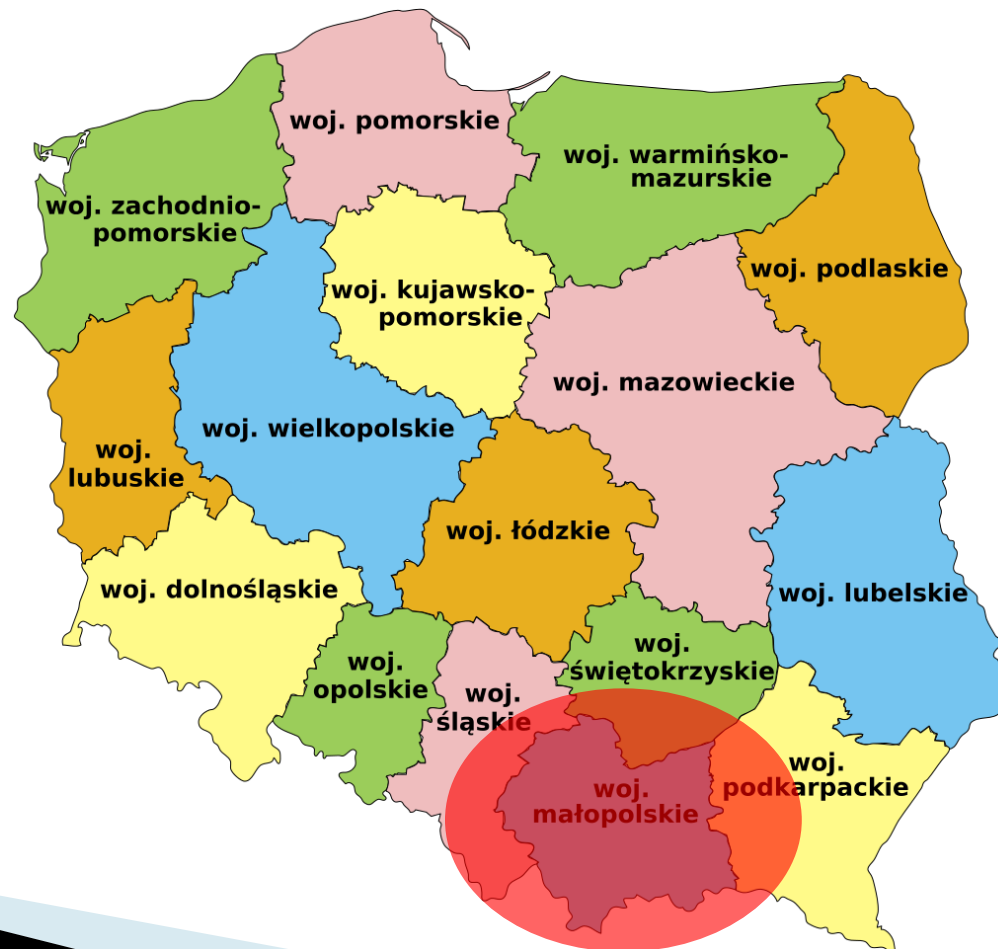 woj. pomorskie
woj. warmińsko-
mazurskie
woj. zachodnio-
pomorskie
woj. podlaskie
woj. kujawsko-
pomorskie
woj. mazowieckie
woj. wielkopolskie
woj.
lubuskie
woj. łódzkie
woj. dolnośląskie
woj. lubelskie
woj.
świętokrzyskie
woj.
opolskie
woj.
śląskie
woj.
podkarpackie
woj.
małopolskie